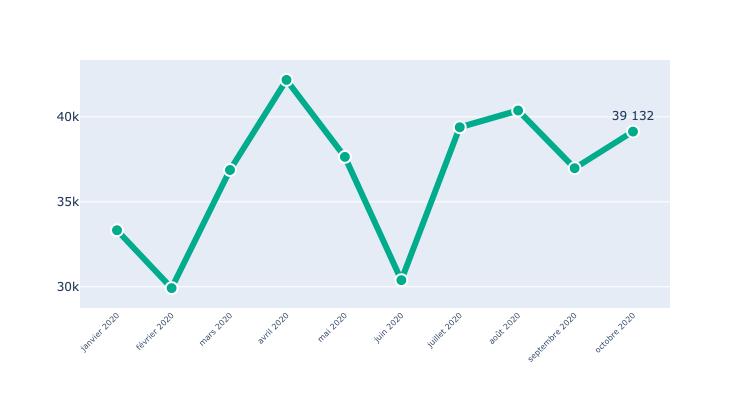 40k
35k
30k
39 132
janvier 2020
février 2020
mars 2020
avril 2020
mai 2020
juin 2020
juillet 2020
août 2020
septembre 2020
octobre 2020